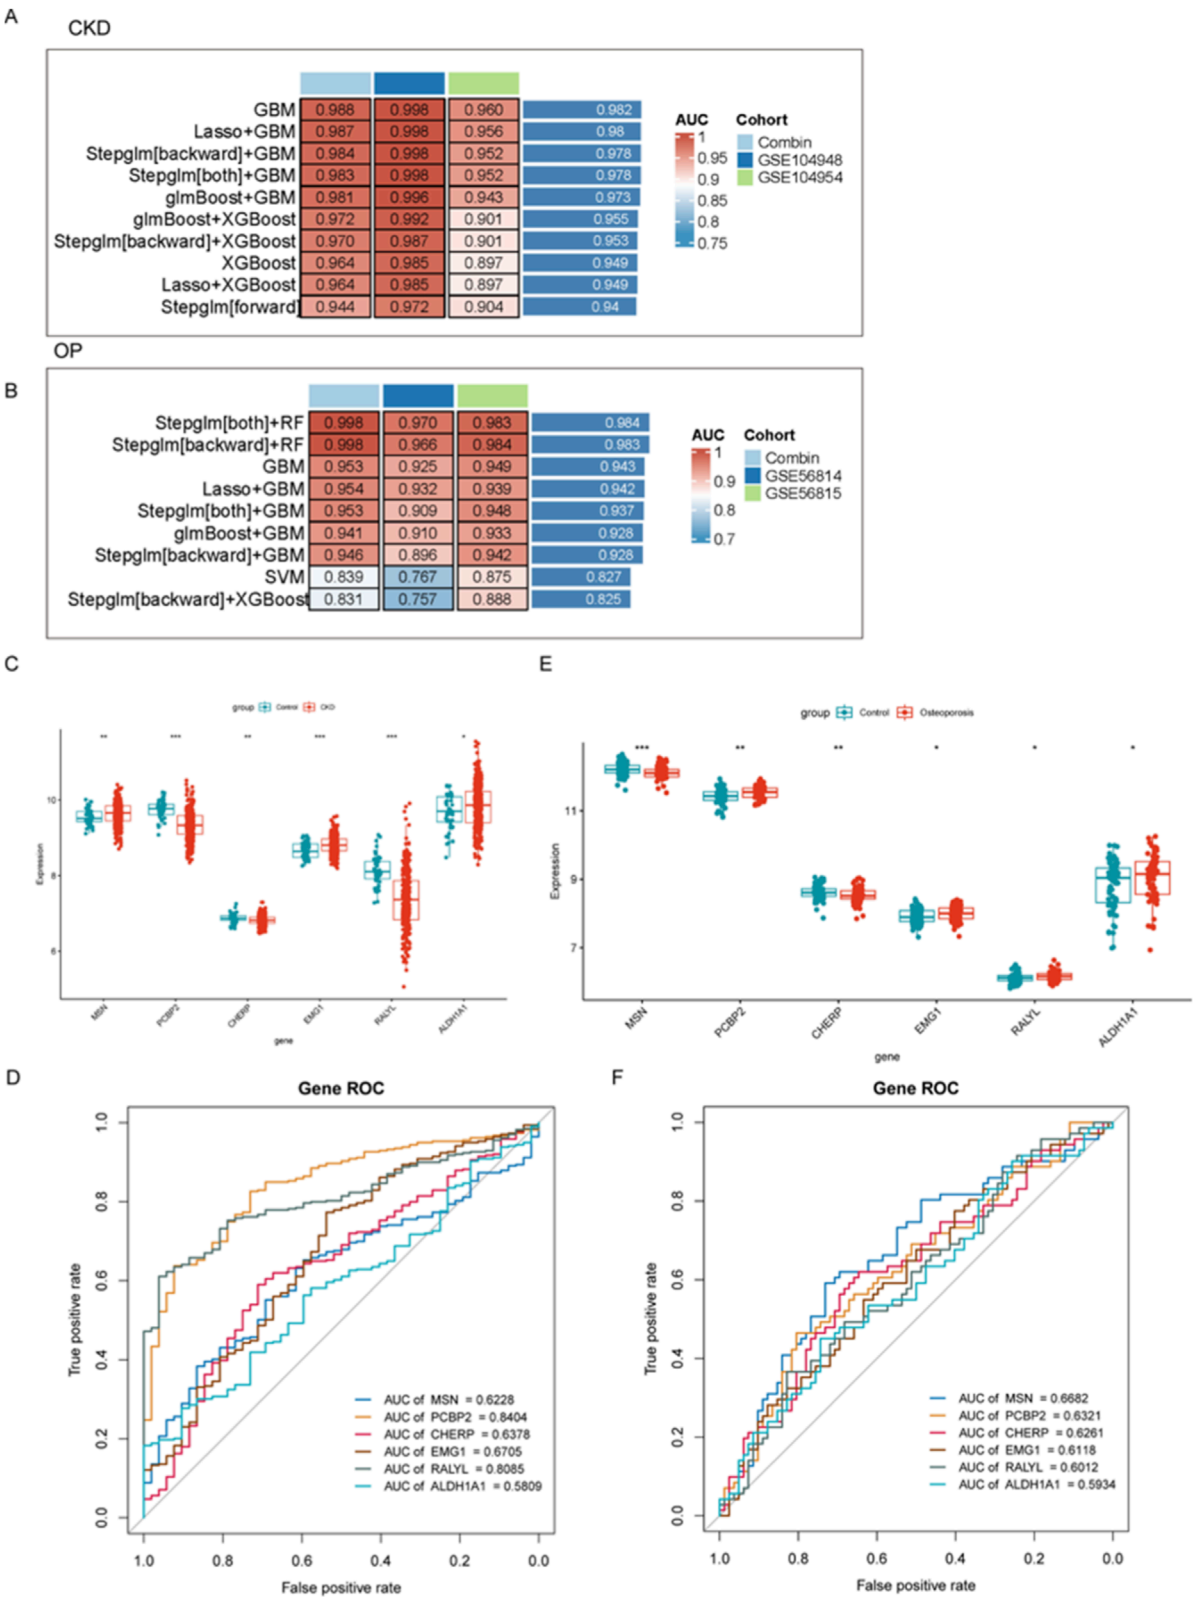 A
CKD
GBM 0.988 0.998 0.960 0.982
Lasso+GBM 0.987 0.998 0.956 0.98
Stepglm[backward]+GBM 0.984 0.998 0.952 0.978
Stepglm[both]+GBM 0.983 0.998 0.952 0.978
glmBoost+GBM 0.981 0.996 0.943 0.973
glmBoost+XGBoost 0.972 0.992 0.901 0.955
Stepglm[backward]+XGBoost 0.970 0.987 0.901 0.953
XGBoost 0.964 0.985 0.897 0.949
Lasso+XGBoost 0.964 0.985 0.897 0.949
Stepglm[forward] 0.944 0.972 0.904 0.94
AUC
1
0.95
0.9
0.85
0.8
0.75
Cohort
Combin
GSE104948
GSE104954
OP
B
Stepglm[both]+RF 0.998 0.970 0.983 0.984
Stepglm[backward]+RF 0.998 0.966 0.984 0.983
GBM 0.953 0.925 0.949 0.943
Lasso+GBM 0.954 0.932 0.939 0.942
Stepglm[both]+GBM 0.953 0.909 0.948 0.937
glmBoost+GBM 0.941 0.910 0.933 0.928
Stepglm[backward]+GBM 0.946 0.896 0.942 0.928
SVM 0.839 0.767 0.875 0.827
Stepglm[backward]+XGBoost 0.831 0.757 0.888 0.825
AUC
1
0.9
0.8
0.7
Cohort
Combin
GSE56814
GSE56815
C
group Control CKD
** *** ** *** *** *
Expression
10
8
6
MSN PCBP2 CHERP EMG1 RALYL ALDH1A1
gene
E
group Control Osteoporosis
*** ** ** * * *
Expression
11
9
7
MSN PCBP2 CHERP EMG1 RALYL ALDH1A1
gene
D
Gene ROC
True positive rate
1.0
0.8
0.6
0.4
0.2
0.0
AUC of MSN = 0.6228
AUC of PCBP2 = 0.8404
AUC of CHERP = 0.6378
AUC of EMG1 = 0.6705
AUC of RALYL = 0.8085
AUC of ALDH1A1 = 0.5809
1.0 0.8 0.6 0.4 0.2 0.0
False positive rate
F
Gene ROC
True positive rate
1.0
0.8
0.6
0.4
0.2
0.0
AUC of MSN = 0.6682
AUC of PCBP2 = 0.6321
AUC of CHERP = 0.6261
AUC of EMG1 = 0.6118
AUC of RALYL = 0.6012
AUC of ALDH1A1 = 0.5934
1.0 0.8 0.6 0.4 0.2 0.0
False positive rate